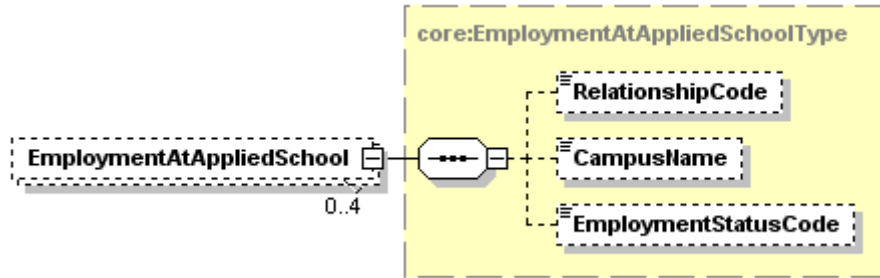 core:EmploymentAtAppliedSchoolType
RelationshipCode
EmploymentAtAppliedSchool
CampusName
0..4
EmploymentStatusCode